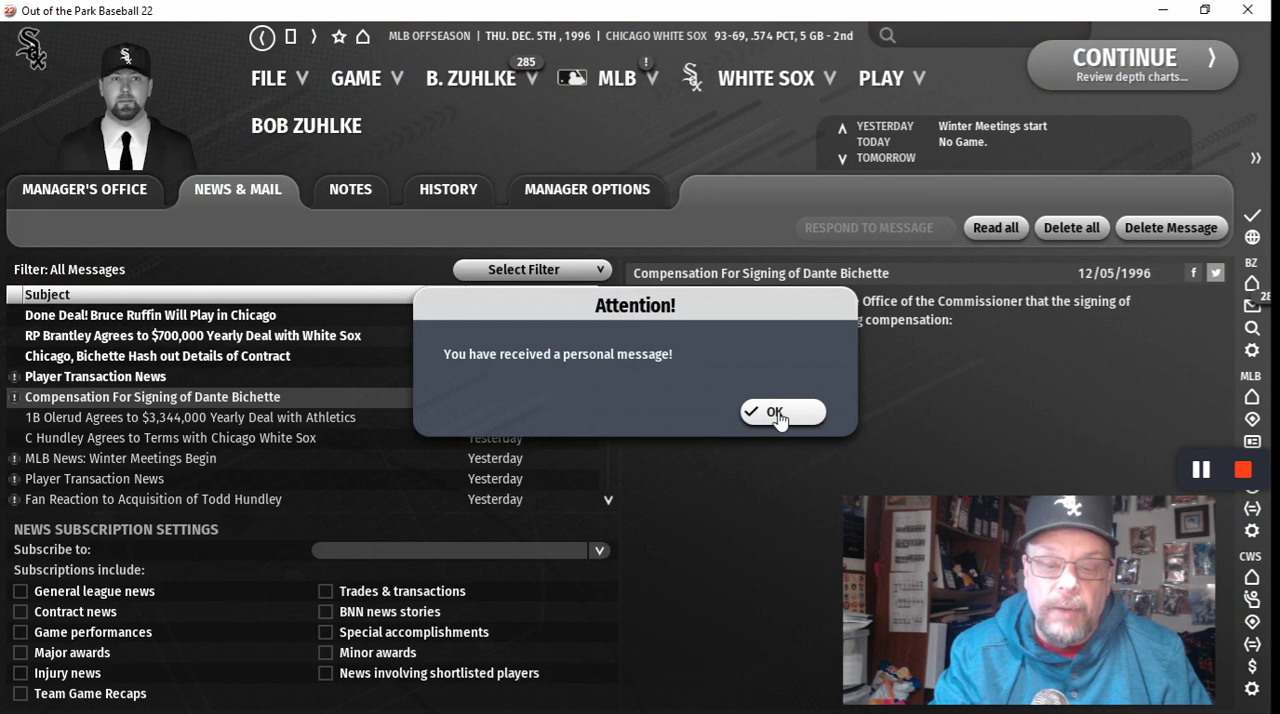 Out of the Park Baseball 22
MLB OFFSEASON | THU. DEC. 5TH , 1996 | CHICAGO WHITE SOX 93-69, .574 PCT, 5 GB - 2nd
CONTINUE
Review depth charts...
285
!
FILE GAME B. ZUHLKE MLB WHITE SOX PLAY
BOB ZUHLKE
YESTERDAY Winter Meetings start
TODAY No Game.
TOMORROW
MANAGER'S OFFICE NEWS & MAIL NOTES HISTORY MANAGER OPTIONS
RESPOND TO MESSAGE Read all Delete all Delete Message
Filter: All Messages Select Filter
Compensation For Signing of Dante Bichette 12/05/1996
Subject
Office of the Commissioner that the signing of
compensation:
Attention!
You have received a personal message!
OK
Done Deal! Bruce Ruffin Will Play in Chicago
RP Brantley Agrees to $700,000 Yearly Deal with White Sox
Chicago, Bichette Hash out Details of Contract
Player Transaction News
Compensation For Signing of Dante Bichette
1B Olerud Agrees to $3,344,000 Yearly Deal with Athletics
C Hundley Agrees to Terms with Chicago White Sox Yesterday
MLB News: Winter Meetings Begin Yesterday
Player Transaction News Yesterday
Fan Reaction to Acquisition of Todd Hundley Yesterday
NEWS SUBSCRIPTION SETTINGS
Subscribe to:
Subscriptions include:
General league news Trades & transactions
Contract news BNN news stories
Game performances Special accomplishments
Major awards Minor awards
Injury news News involving shortlisted players
Team Game Recaps
BZ
28
MLB
CWS